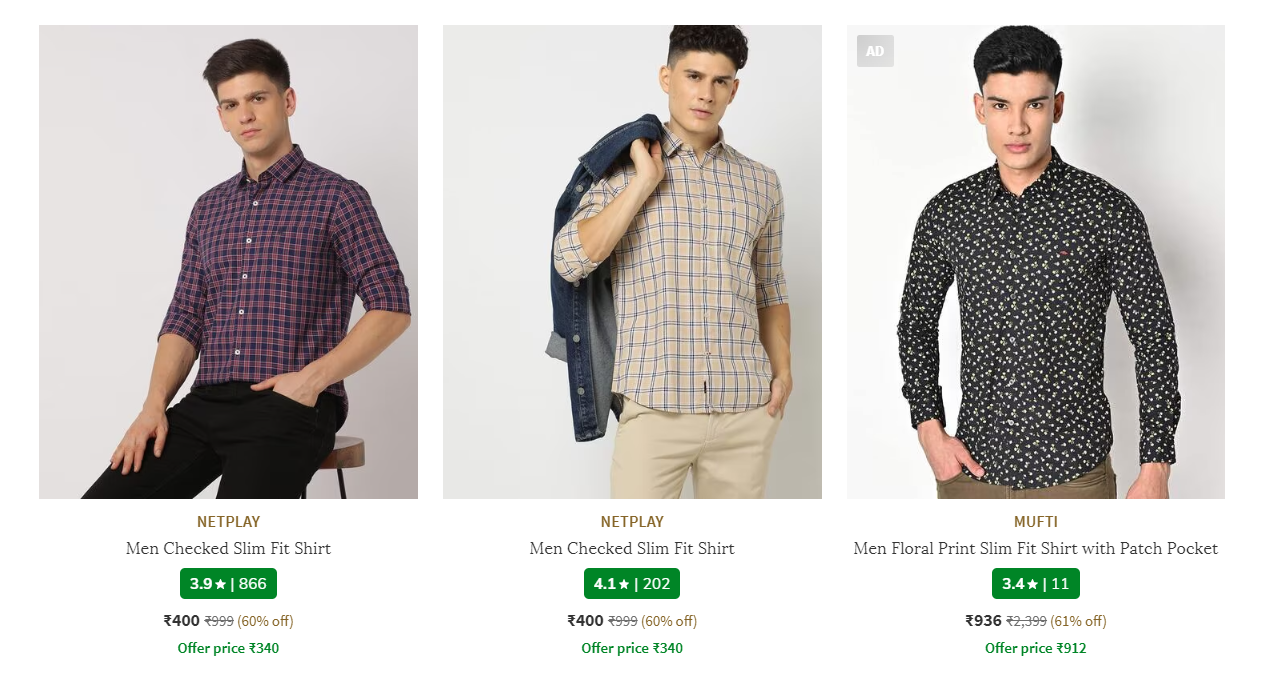 AD
NETPLAY
Men Checked Slim Fit Shirt
3.9★ | 866
₹400 ₹999 (60% off)
Offer price ₹340
NETPLAY
Men Checked Slim Fit Shirt
4.1★ | 202
₹400 ₹999 (60% off)
Offer price ₹340
MUFTI
Men Floral Print Slim Fit Shirt with Patch Pocket
3.4★ | 11
₹936 ₹2,399 (61% off)
Offer price ₹912